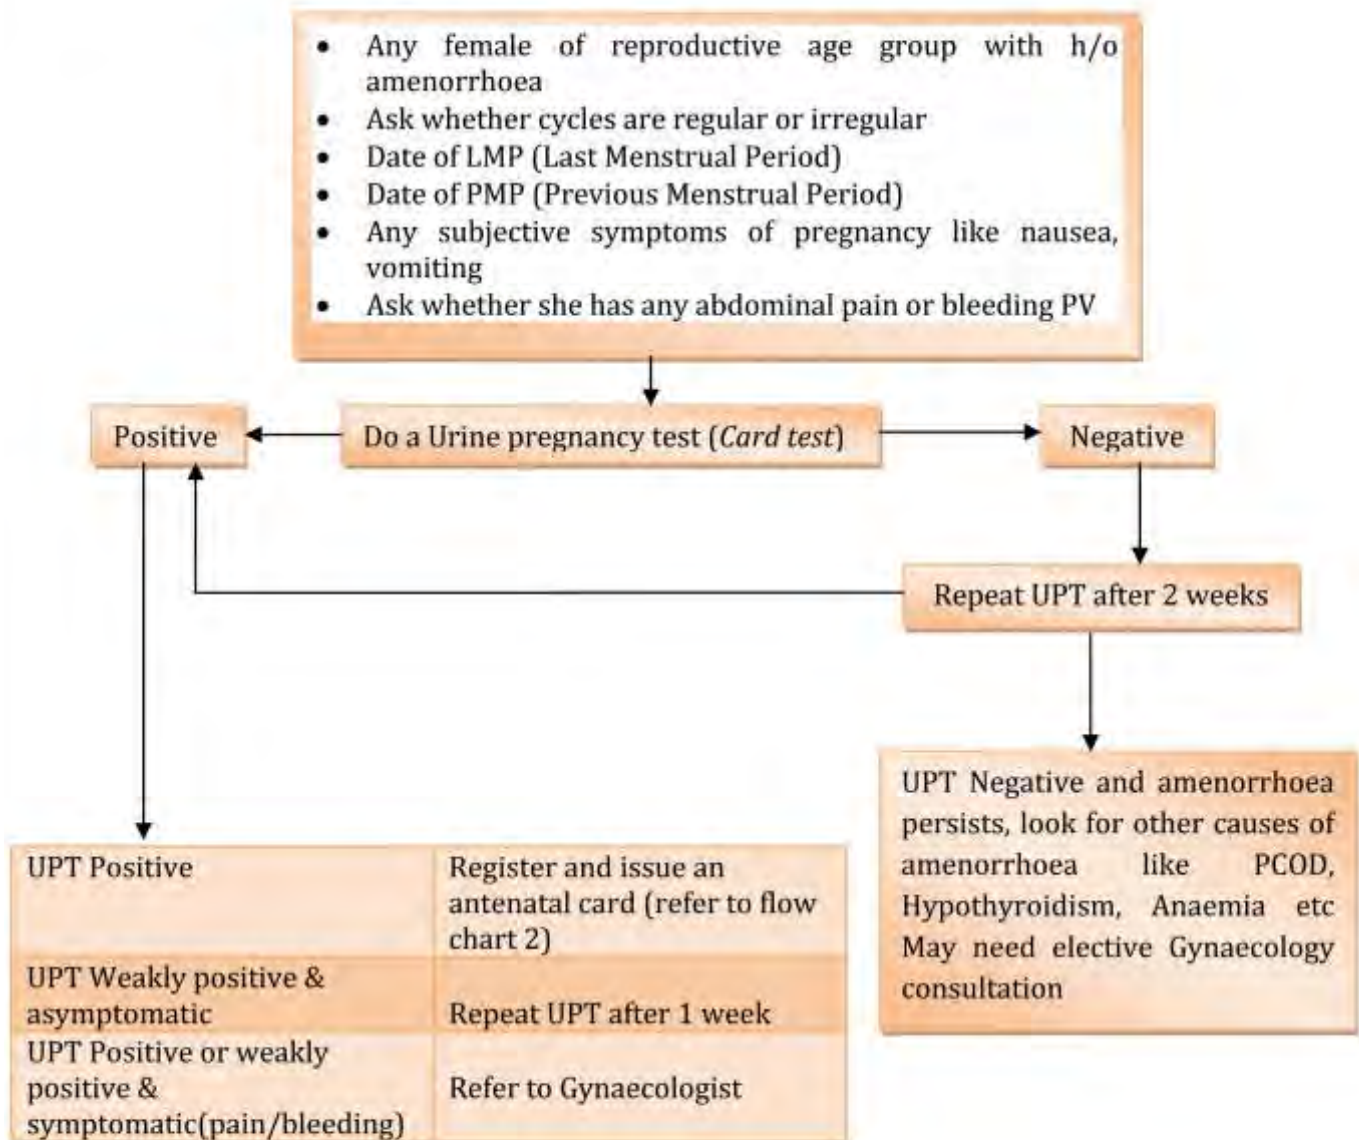 • Any female of reproductive age group with h/o
amenorrhoea
• Ask whether cycles are regular or irregular
• Date of LMP (Last Menstrual Period)
• Date of PMP (Previous Menstrual Period)
• Any subjective symptoms of pregnancy like nausea,
vomiting
• Ask whether she has any abdominal pain or bleeding PV
Positive
Do a Urine pregnancy test (Card test)
Negative
Repeat UPT after 2 weeks
UPT Negative and amenorrhoea
persists, look for other causes of
amenorrhoea like PCOD,
Hypothyroidism, Anaemia etc
May need elective Gynaecology
consultation
UPT Positive
Register and issue an
antenatal card (refer to flow
chart 2)
UPT Weakly positive &
asymptomatic
Repeat UPT after 1 week
UPT Positive or weakly
positive &
symptomatic(pain/bleeding)
Refer to Gynaecologist